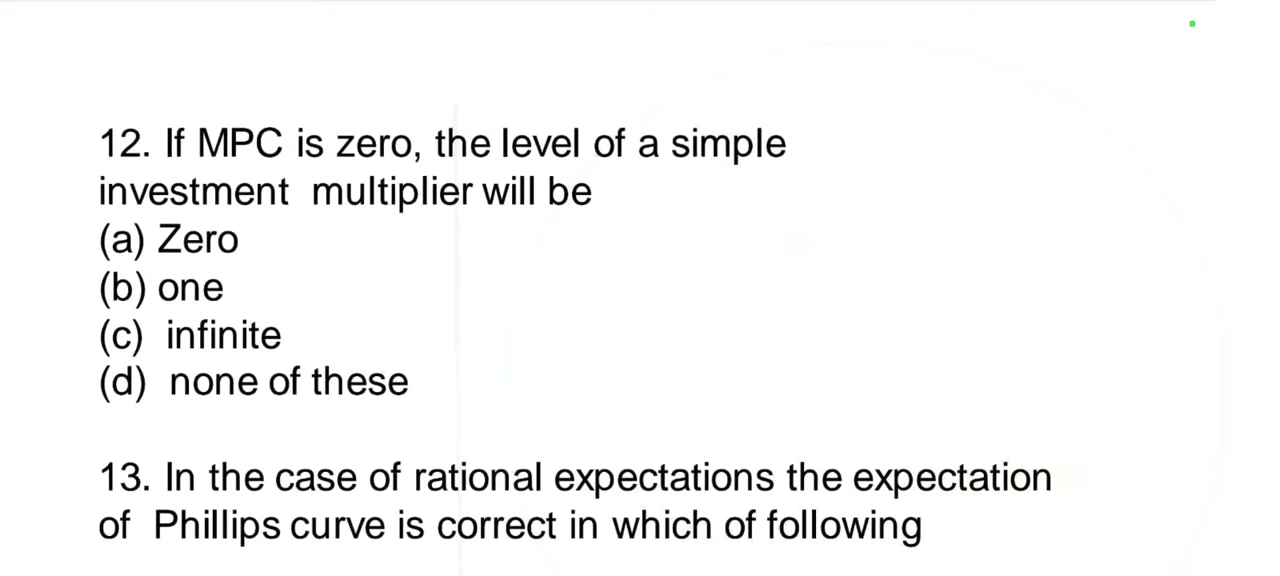 12. If MPC is zero, the level of a simple
investment multiplier will be
(a) Zero
(b) one
(c) infinite
(d) none of these
13. In the case of rational expectations the expectation
of Phillips curve is correct in which of following